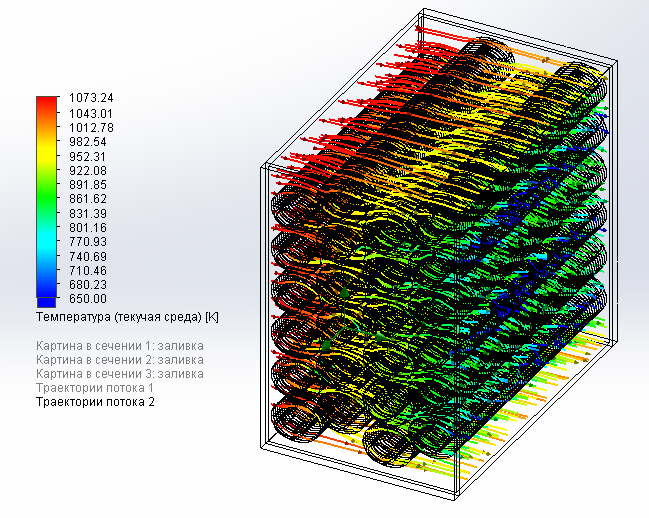 1073.24
1043.01
1012.78
982.54
952.31
922.08
891.85
861.62
831.39
801.16
770.93
740.69
710.46
680.23
650.00
Температура (текучая среда) [K]
Картина в сечении 1: заливка
Картина в сечении 2: заливка
Картина в сечении 3: заливка
Траектории потока 1
Траектории потока 2